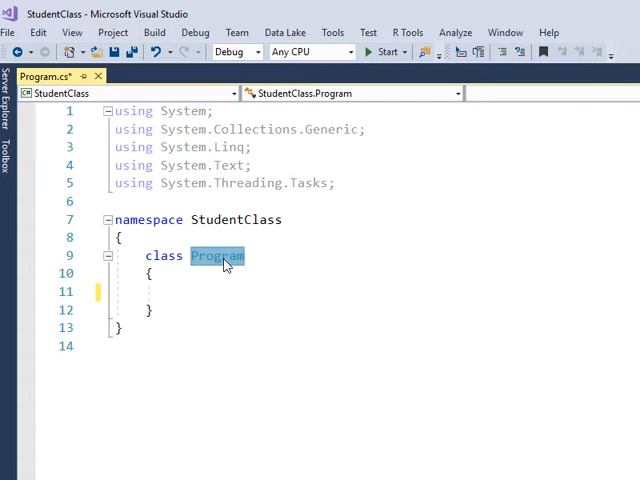 StudentClass - Microsoft Visual Studio
File Edit View Project Build Debug Team Data Lake Tools Test R Tools Analyze Window Help
Debug Any CPU Start
Program.cs*
StudentClass StudentClass.Program
Server Explorer
Toolbox
1 using System;
2 using System.Collections.Generic;
3 using System.Linq;
4 using System.Text;
5 using System.Threading.Tasks;
6
7 namespace StudentClass
8 {
9 class Program
10 {
11
12 }
13 }
14